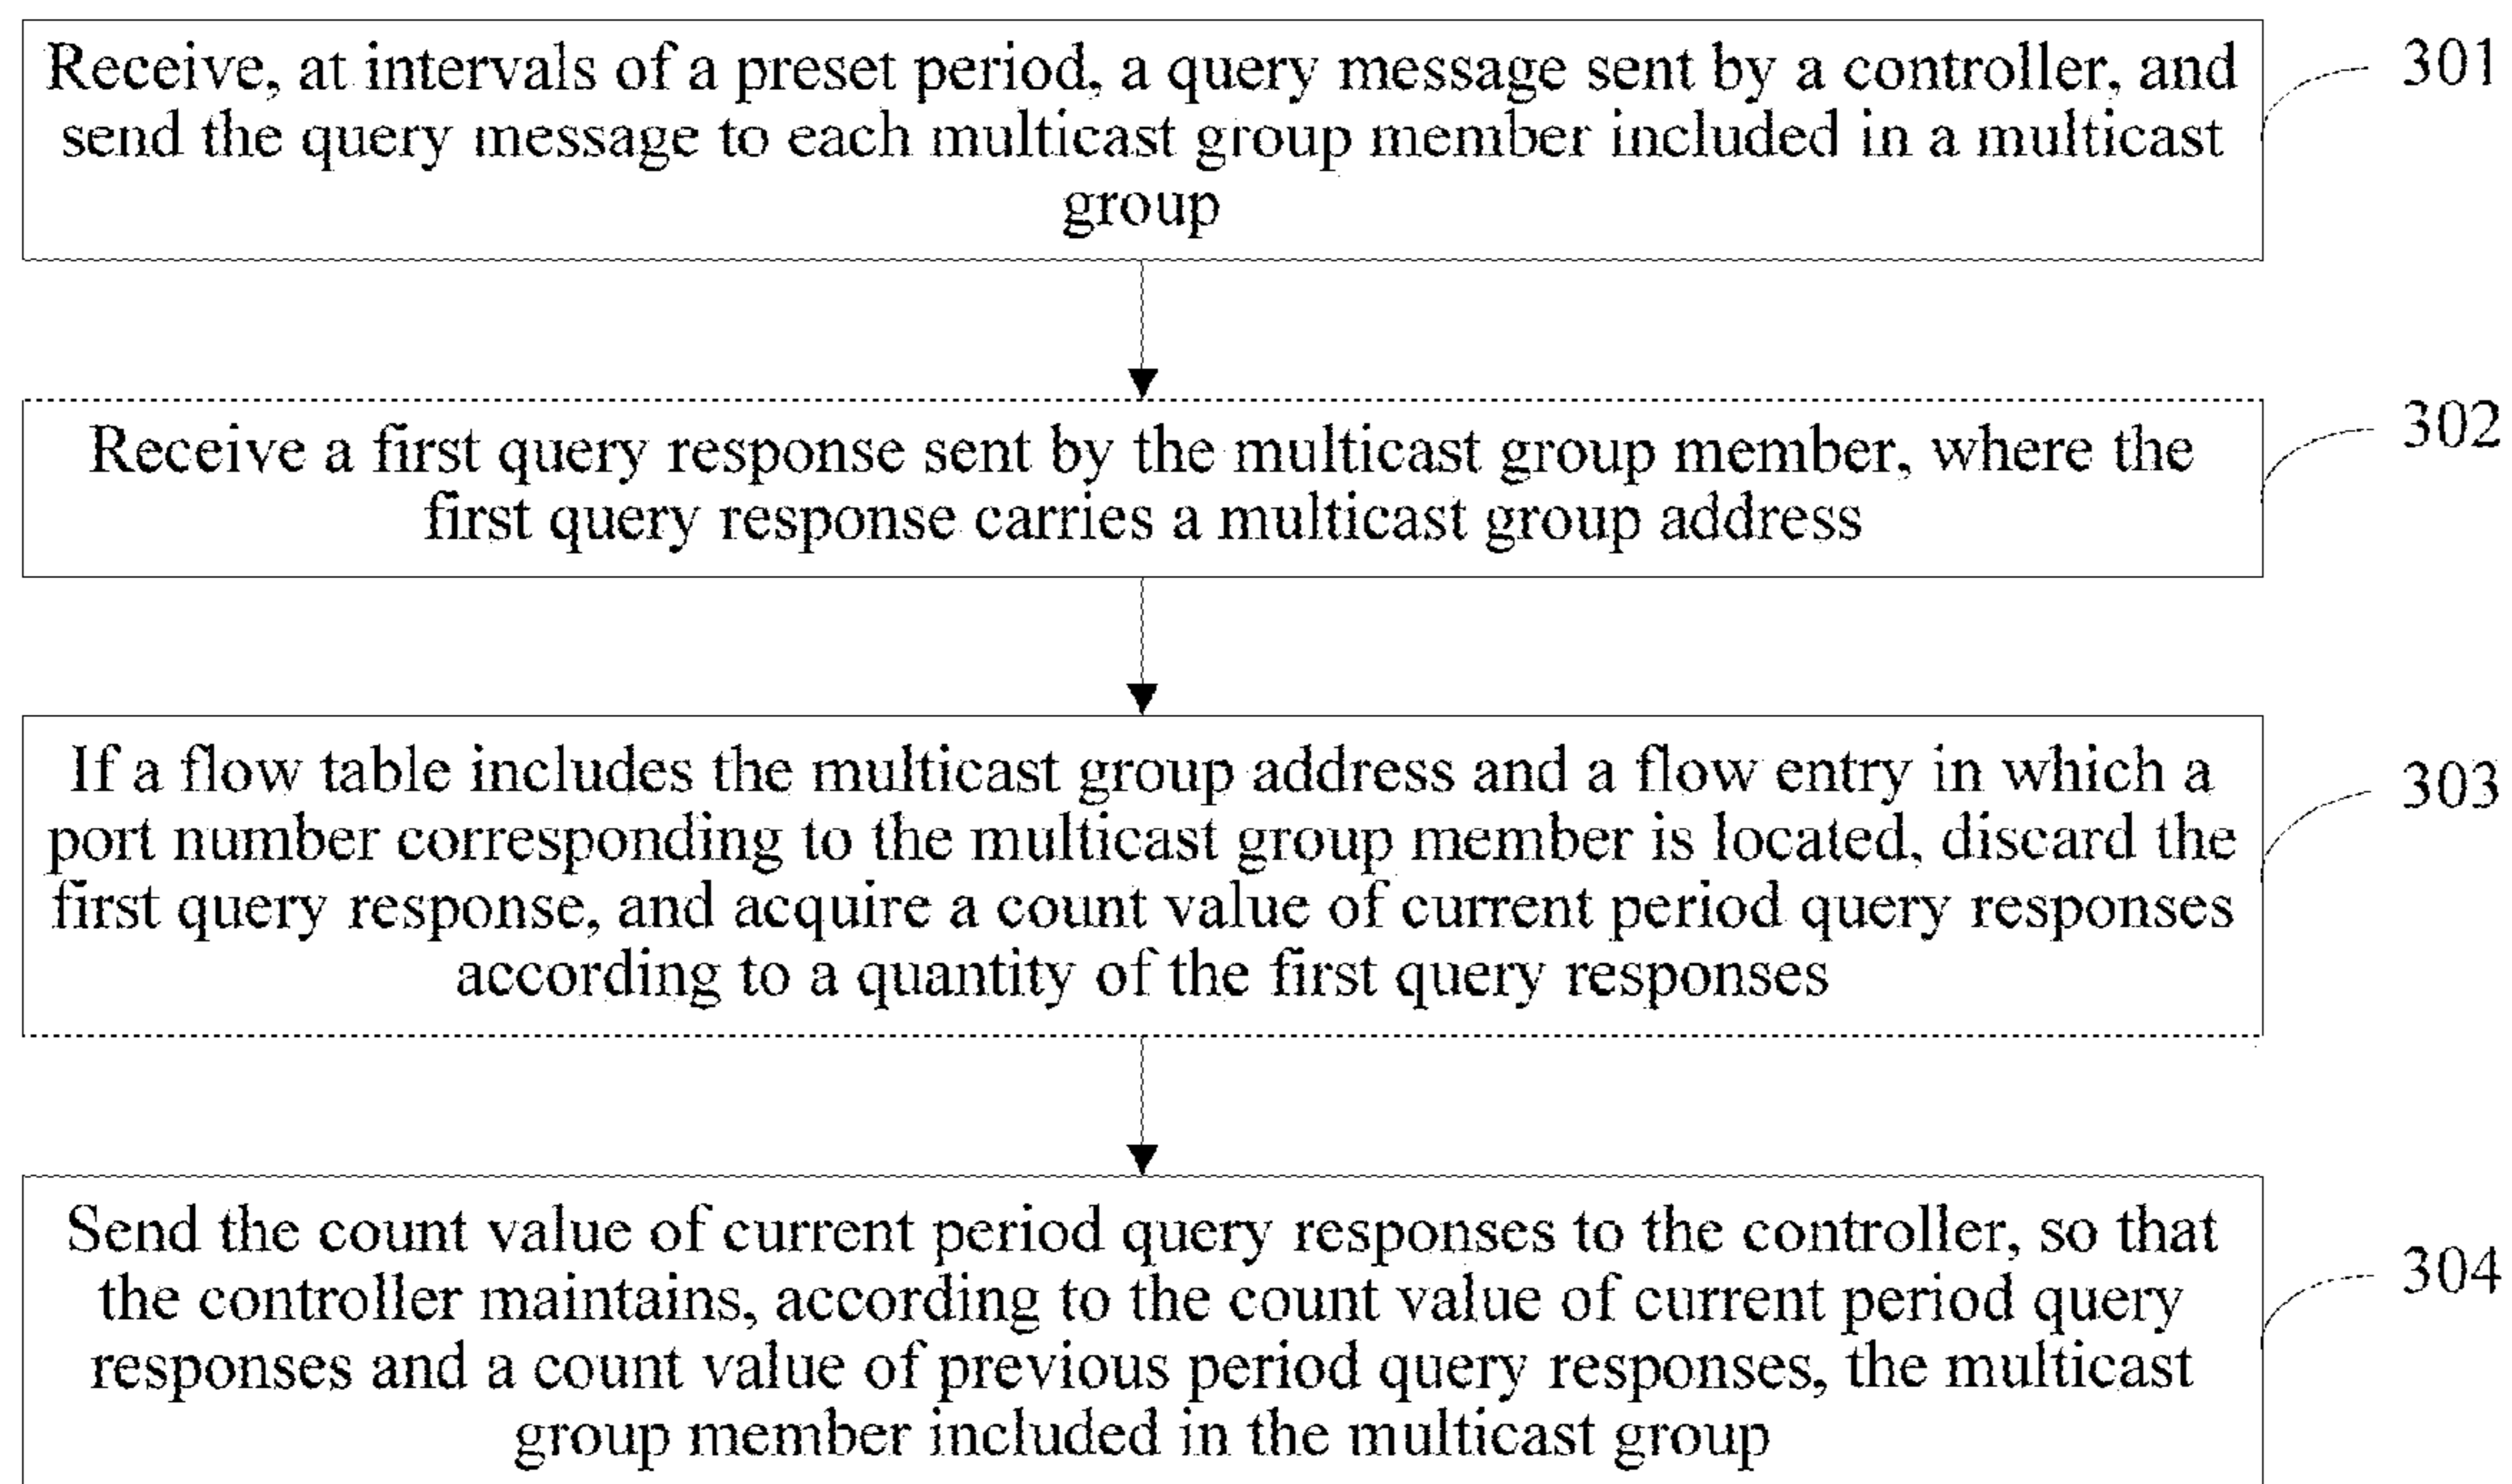 Receive, at intervals of a preset period, a query message sent by a controller, and
send the query message to each multicast group member included in a multicast
group
301
Receive a first query response sent by the multicast group member, where the
first query response carries a multicast group address
302
If a flow table includes the multicast group address and a flow entry in which a
port number corresponding to the multicast group member is located, discard the
first query response, and acquire a count value of current period query responses
according to a quantity of the first query responses
303
Send the count value of current period query responses to the controller, so that
the controller maintains, according to the count value of current period query
responses and a count value of previous period query responses, the multicast
group member included in the multicast group
304